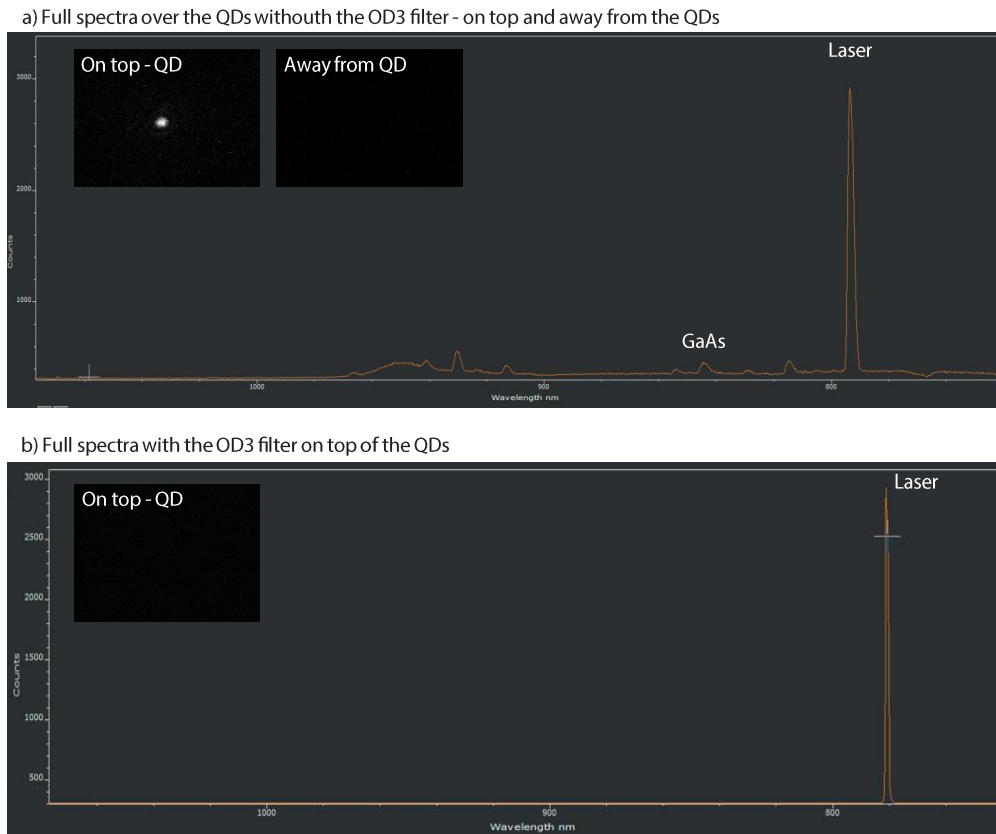 a) Full spectra over the QDs withouth the OD3 filter - on top and away from the QDs
On top - QD
Away from QD
Laser
3000
2000
1000
Counts
GaAs
1000
900
800
Wavelength nm
b) Full spectra with the OD3 filter on top of the QDs
On top - QD
Laser
3000
2500
2000
1500
1000
500
Counts
1000
900
800
Wavelength nm